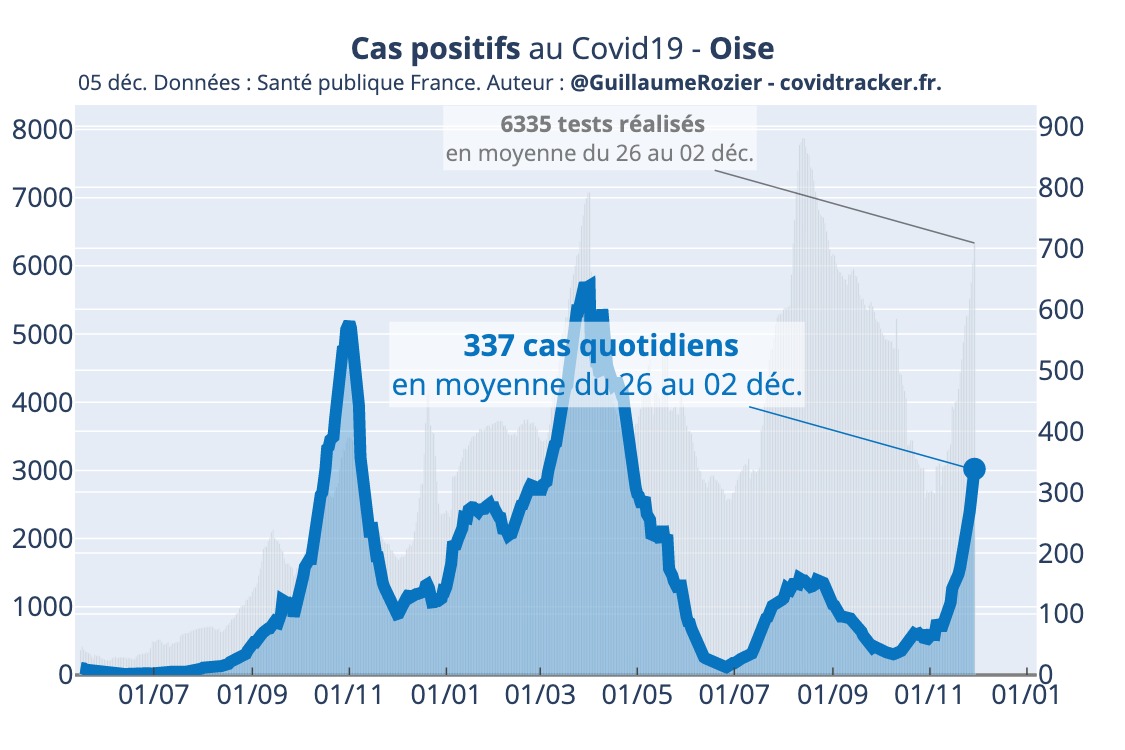 Cas positifs au Covid19 - Oise
05 déc. Données : Santé publique France. Auteur : @GuillaumeRozier - covidtracker.fr.
6335 tests réalisés
en moyenne du 26 au 02 déc.
337 cas quotidiens
en moyenne du 26 au 02 déc.
8000
7000
6000
5000
4000
3000
2000
1000
0
900
800
700
600
500
400
300
200
100
0
01/07 01/09 01/11 01/01 01/03 01/05 01/07 01/09 01/11 01/01